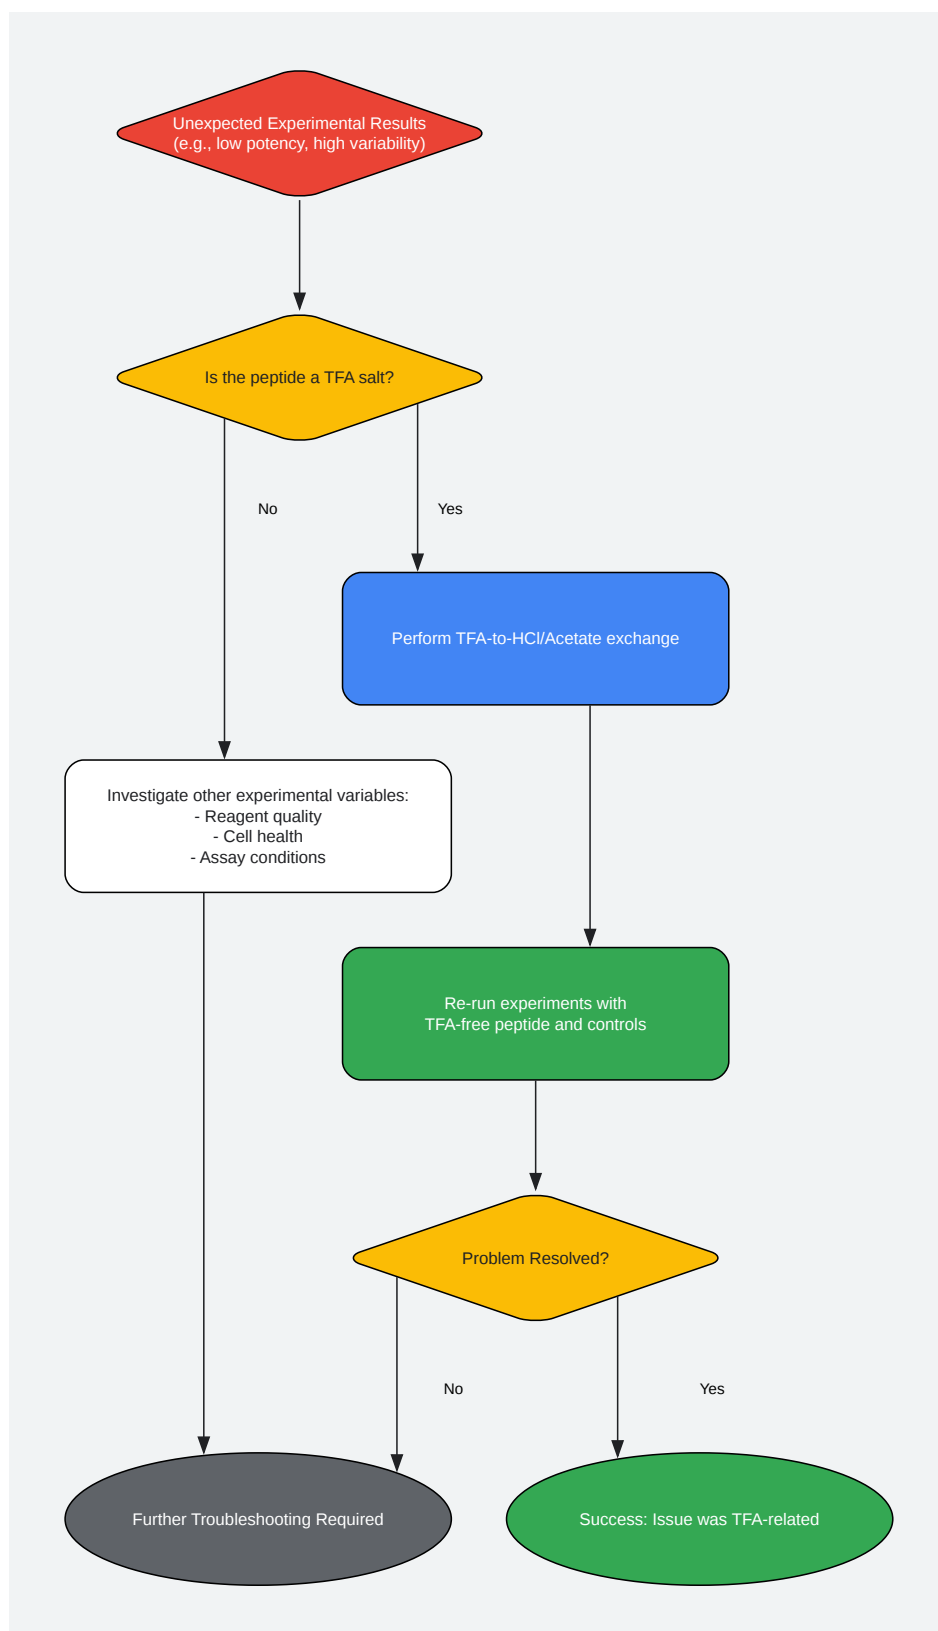 Unexpected Experimental Results
(e.g., low potency, high variability)
Is the peptide a TFA salt?
No
Yes
Perform TFA-to-HCl/Acetate exchange
Investigate other experimental variables:
- Reagent quality
- Cell health
- Assay conditions
Re-run experiments with
TFA-free peptide and controls
Problem Resolved?
No
Yes
Further Troubleshooting Required
Success: Issue was TFA-related